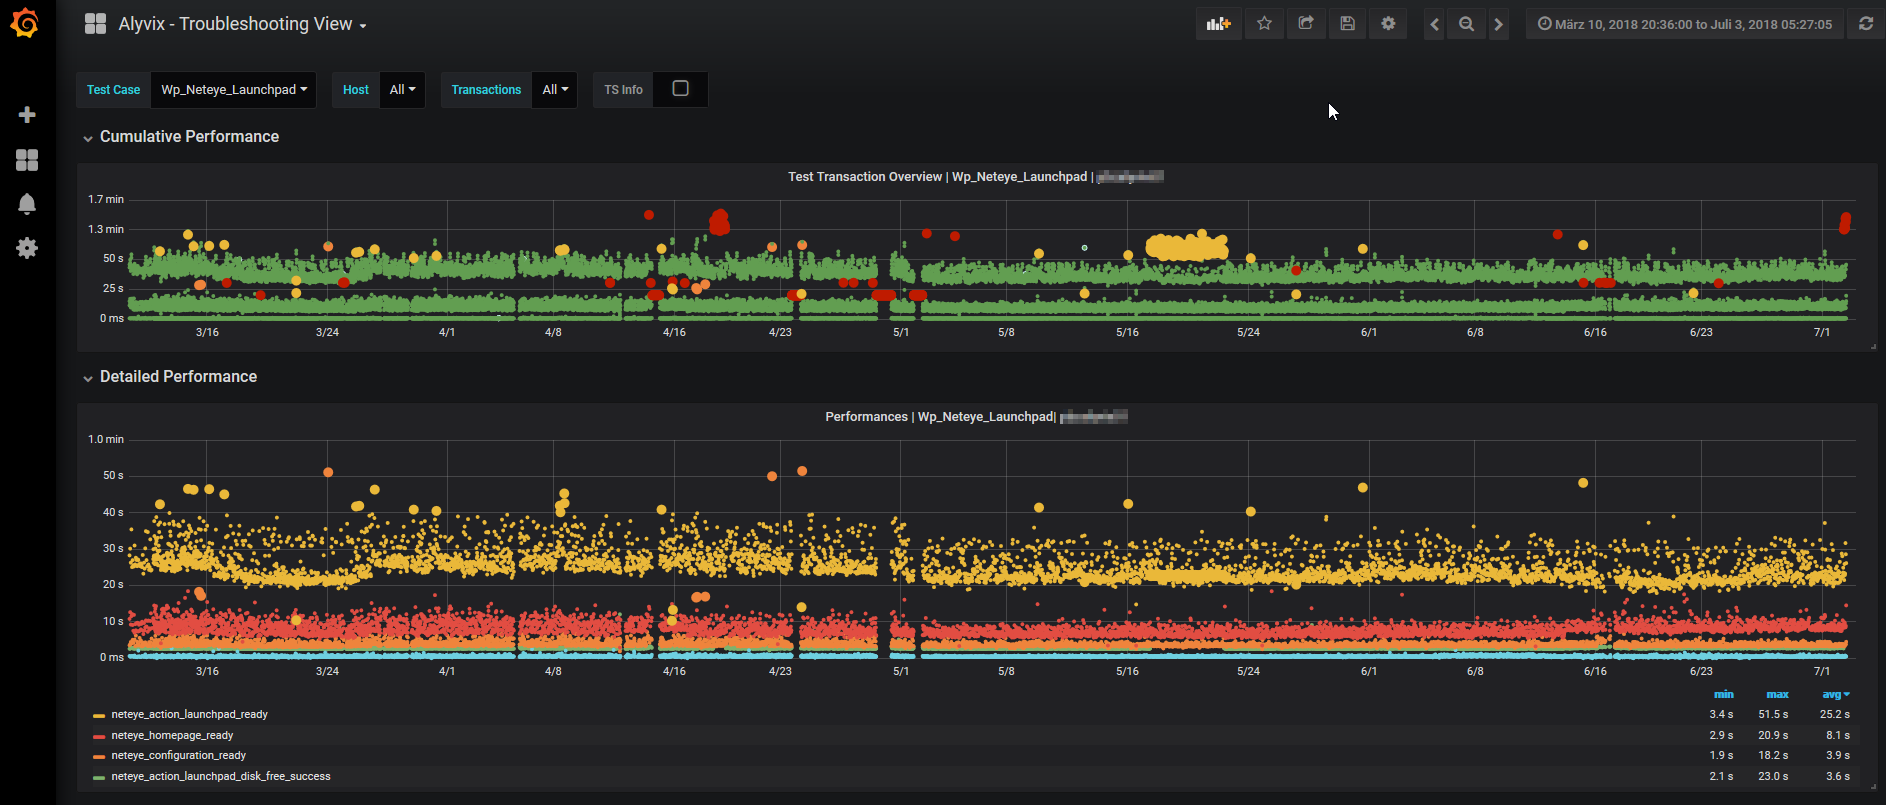 Alyvix - Troubleshooting View
März 10, 2018 20:36:00 to Juli 3, 2018 05:27:05
Test Case Wp_Neteye_Launchpad Host All Transactions All TS Info
Cumulative Performance
Test Transaction Overview | Wp_Neteye_Launchpad |
1.7 min
1.3 min
50 s
25 s
0 ms
3/16 3/24 4/1 4/8 4/16 4/23 5/1 5/8 5/16 5/24 6/1 6/8 6/16 6/23 7/1
Detailed Performance
Performances | Wp_Neteye_Launchpad|
1.0 min
50 s
40 s
30 s
20 s
10 s
0 ms
3/16 3/24 4/1 4/8 4/16 4/23 5/1 5/8 5/16 5/24 6/1 6/8 6/16 6/23 7/1
min max avg
neteye_action_launchpad_ready 3.4 s 51.5 s 25.2 s
neteye_homepage_ready 2.9 s 20.9 s 8.1 s
neteye_configuration_ready 1.9 s 18.2 s 3.9 s
neteye_action_launchpad_disk_free_success 2.1 s 23.0 s 3.6 s